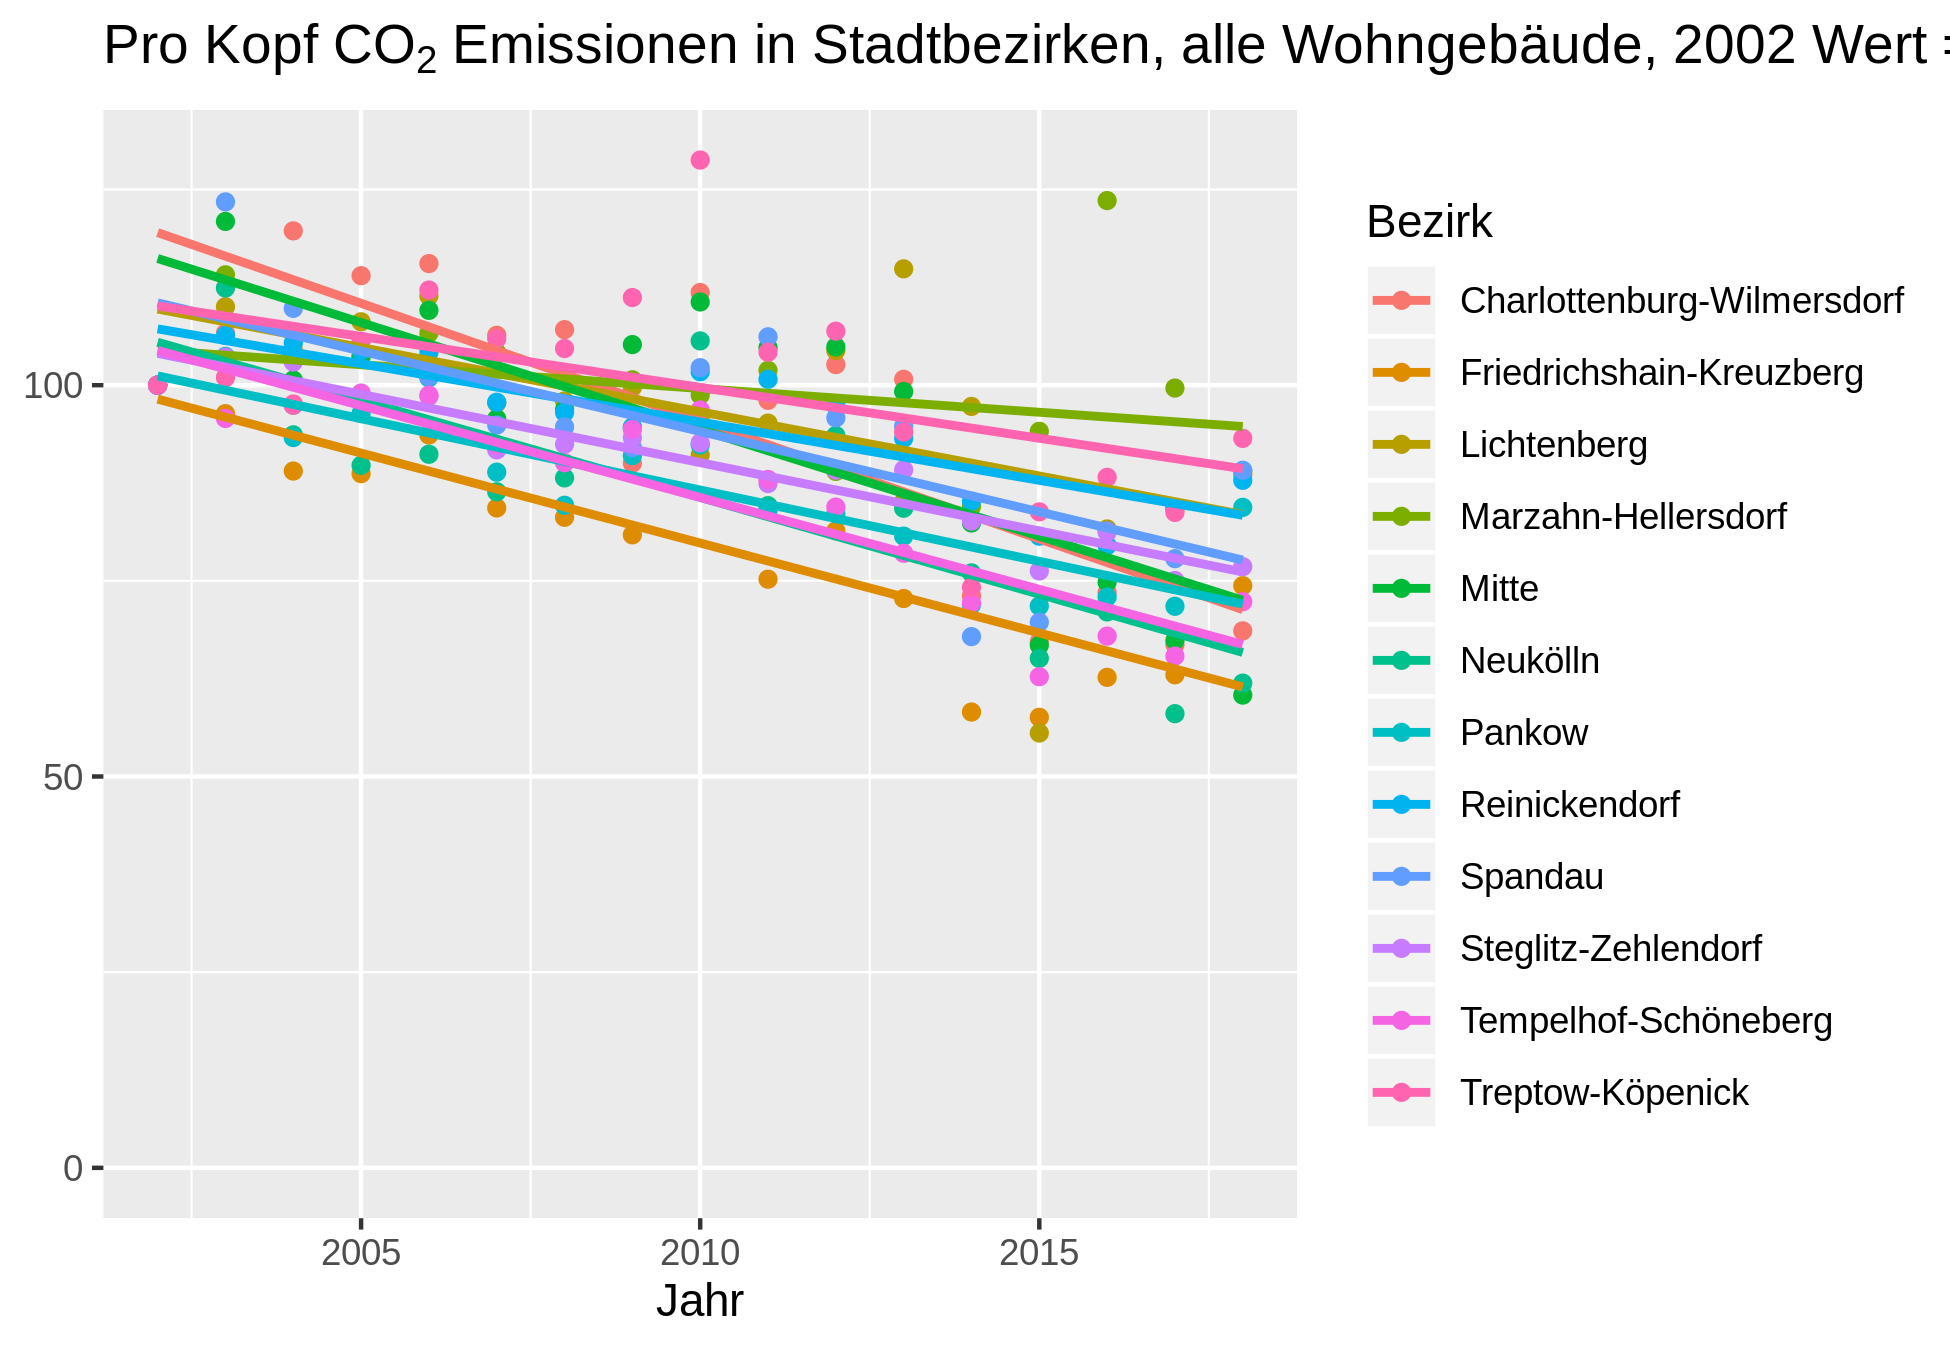 Pro Kopf CO₂ Emissionen in Stadtbezirken, alle Wohngebäude, 2002 Wert =
Bezirk
Charlottenburg-Wilmersdorf
Friedrichshain-Kreuzberg
Lichtenberg
Marzahn-Hellersdorf
Mitte
Neukölln
Pankow
Reinickendorf
Spandau
Steglitz-Zehlendorf
Tempelhof-Schöneberg
Treptow-Köpenick
100
50
0
2005 2010 2015
Jahr